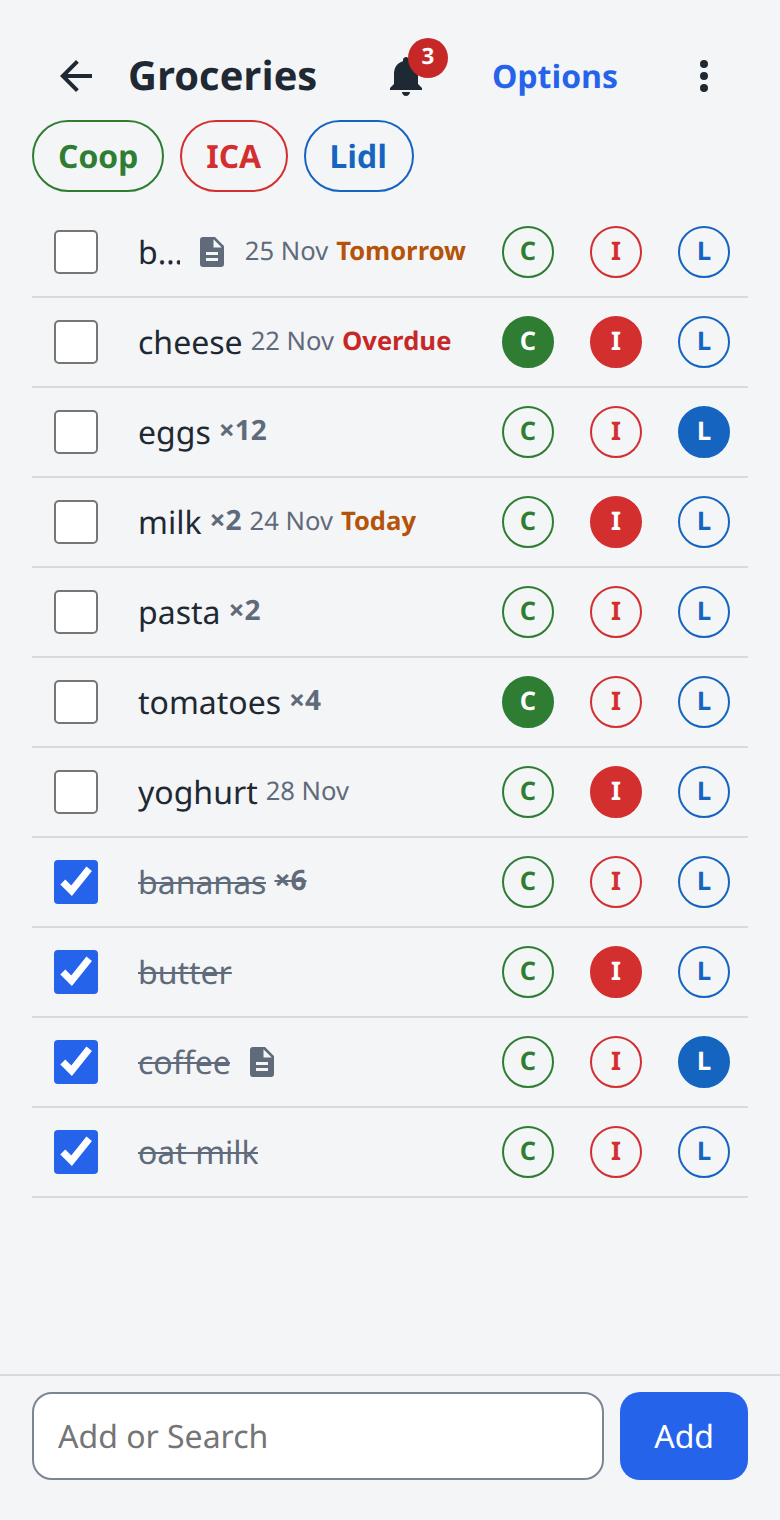 Groceries 3 Options
Coop ICA Lidl
b... 25 Nov Tomorrow C I L
cheese 22 Nov Overdue C I L
eggs ×12 C I L
milk ×2 24 Nov Today C I L
pasta ×2 C I L
tomatoes ×4 C I L
yoghurt 28 Nov C I L
bananas ×6 C I L
butter C I L
coffee C I L
oat milk C I L
Add or Search Add